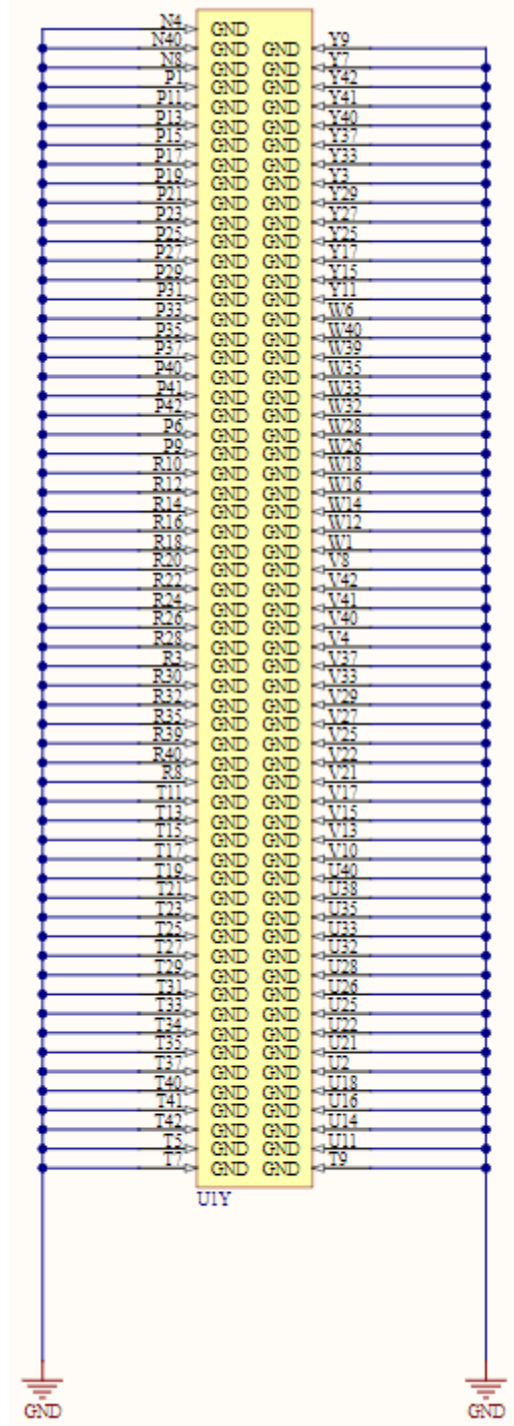 N4 GND
N40 GND GND Y9
N8 GND GND Y7
P1 GND GND Y42
P11 GND GND Y41
P13 GND GND Y40
P15 GND GND Y37
P17 GND GND Y33
P19 GND GND Y3
P21 GND GND Y29
P23 GND GND Y27
P25 GND GND Y25
P27 GND GND Y17
P29 GND GND Y15
P31 GND GND Y11
P33 GND GND W6
P35 GND GND W40
P37 GND GND W39
P40 GND GND W35
P41 GND GND W33
P42 GND GND W32
P6 GND GND W28
P9 GND GND W26
R10 GND GND W18
R12 GND GND W16
R14 GND GND W14
R16 GND GND W12
R18 GND GND W1
R20 GND GND V8
R22 GND GND V42
R24 GND GND V41
R26 GND GND V40
R28 GND GND V4
R3 GND GND V37
R30 GND GND V33
R32 GND GND V29
R35 GND GND V27
R39 GND GND V25
R40 GND GND V22
R8 GND GND V21
T11 GND GND V17
T13 GND GND V15
T15 GND GND V13
T17 GND GND V10
T19 GND GND U40
T21 GND GND U38
T23 GND GND U35
T25 GND GND U33
T27 GND GND U32
T29 GND GND U28
T31 GND GND U26
T33 GND GND U25
T34 GND GND U22
T35 GND GND U21
T37 GND GND U2
T40 GND GND U18
T41 GND GND U16
T42 GND GND U14
T5 GND GND U11
T7 GND GND T9
U1Y
GND GND